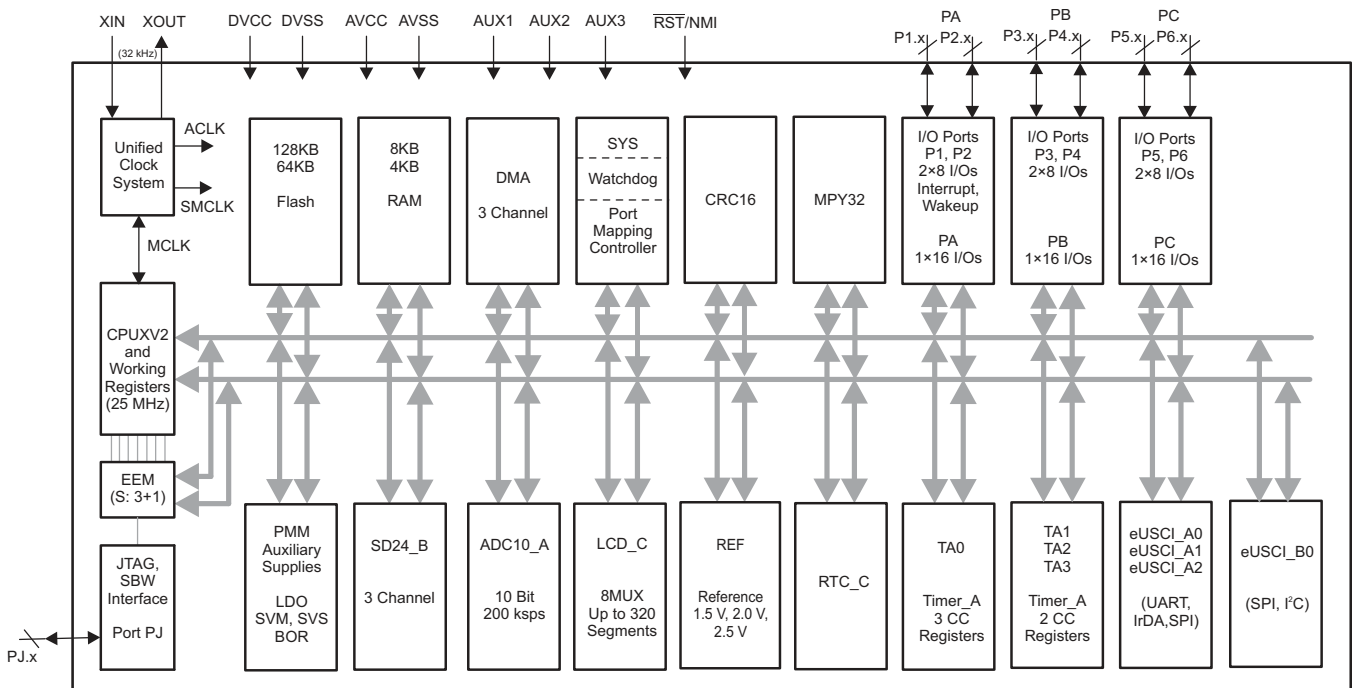 XIN XOUT DVCC DVSS AVCC AVSS AUX1 AUX2 AUX3 RST/NMI PA PB PC
P1.x P2.x P3.x P4.x P5.x P6.x
(32 kHz)
Unified
Clock
System
ACLK
SMCLK
MCLK
128KB
64KB
Flash
8KB
4KB
RAM
DMA
3 Channel
SYS
Watchdog
Port
Mapping
Controller
CRC16
MPY32
I/O Ports
P1, P2
2×8 I/Os
Interrupt,
Wakeup
PA
1×16 I/Os
I/O Ports
P3, P4
2×8 I/Os
PB
1×16 I/Os
I/O Ports
P5, P6
2×8 I/Os
PC
1×16 I/Os
CPUXV2
and
Working
Registers
(25 MHz)
EEM
(S: 3+1)
JTAG,
SBW
Interface
Port PJ
PJ.x
PMM
Auxiliary
Supplies
LDO
SVM, SVS
BOR
SD24_B
3 Channel
ADC10_A
10 Bit
200 ksps
LCD_C
8MUX
Up to 320
Segments
REF
Reference
1.5 V, 2.0 V,
2.5 V
RTC_C
TA0
Timer_A
3 CC
Registers
TA1
TA2
TA3
Timer_A
2 CC
Registers
eUSCI_A0
eUSCI_A1
eUSCI_A2
(UART,
IrDA,SPI)
eUSCI_B0
(SPI, I²C)